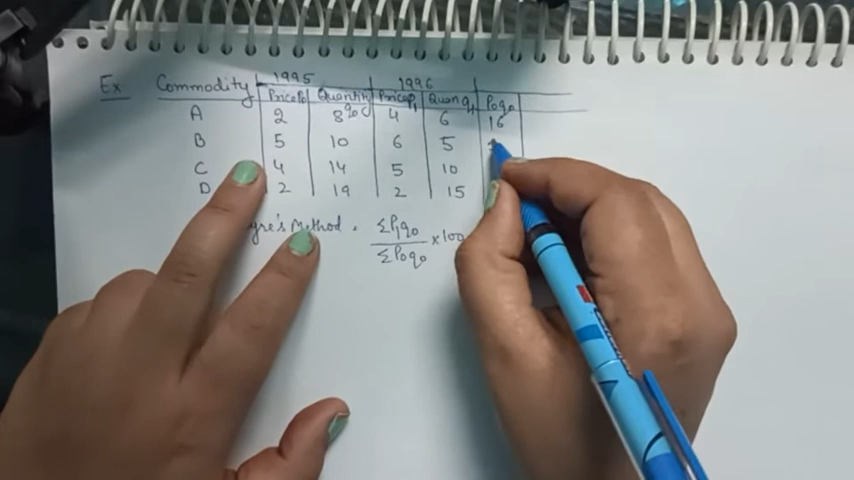 1995 1996
Ex Commodity Price P0 Quantity q0 Price P1 Quan q1 P0q0
A 2 8 4 6 16
B 5 10 6 5
C 4 14 5 10
D 2 19 2 15
yre's Method = ΣP1q0 ×100
ΣP0q0